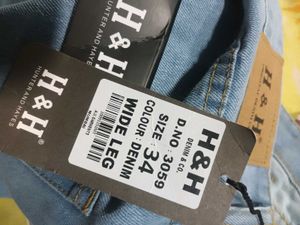 H&H
HUNTER AND HAYES
H&H
HUNTER AND HAYES
®
H&H
DENIM & CO.
D.NO : 3059
SIZE : 34
COLOUR : DENIM
WIDE LEG
H&H